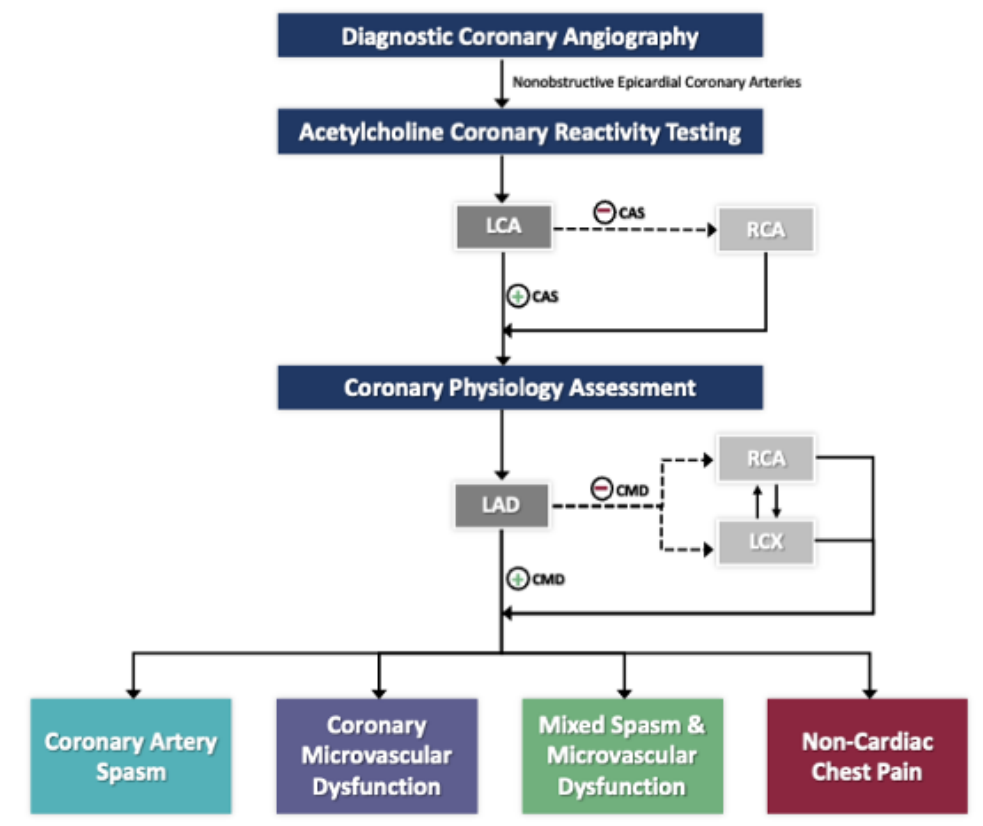 Diagnostic Coronary Angiography
Nonobstructive Epicardial Coronary Arteries
Acetylcholine Coronary Reactivity Testing
LCA
− CAS
RCA
+ CAS
Coronary Physiology Assessment
RCA
− CMD
LAD
LCX
+ CMD
Coronary Artery
Spasm
Coronary
Microvascular
Dysfunction
Mixed Spasm &
Microvascular
Dysfunction
Non-Cardiac
Chest Pain